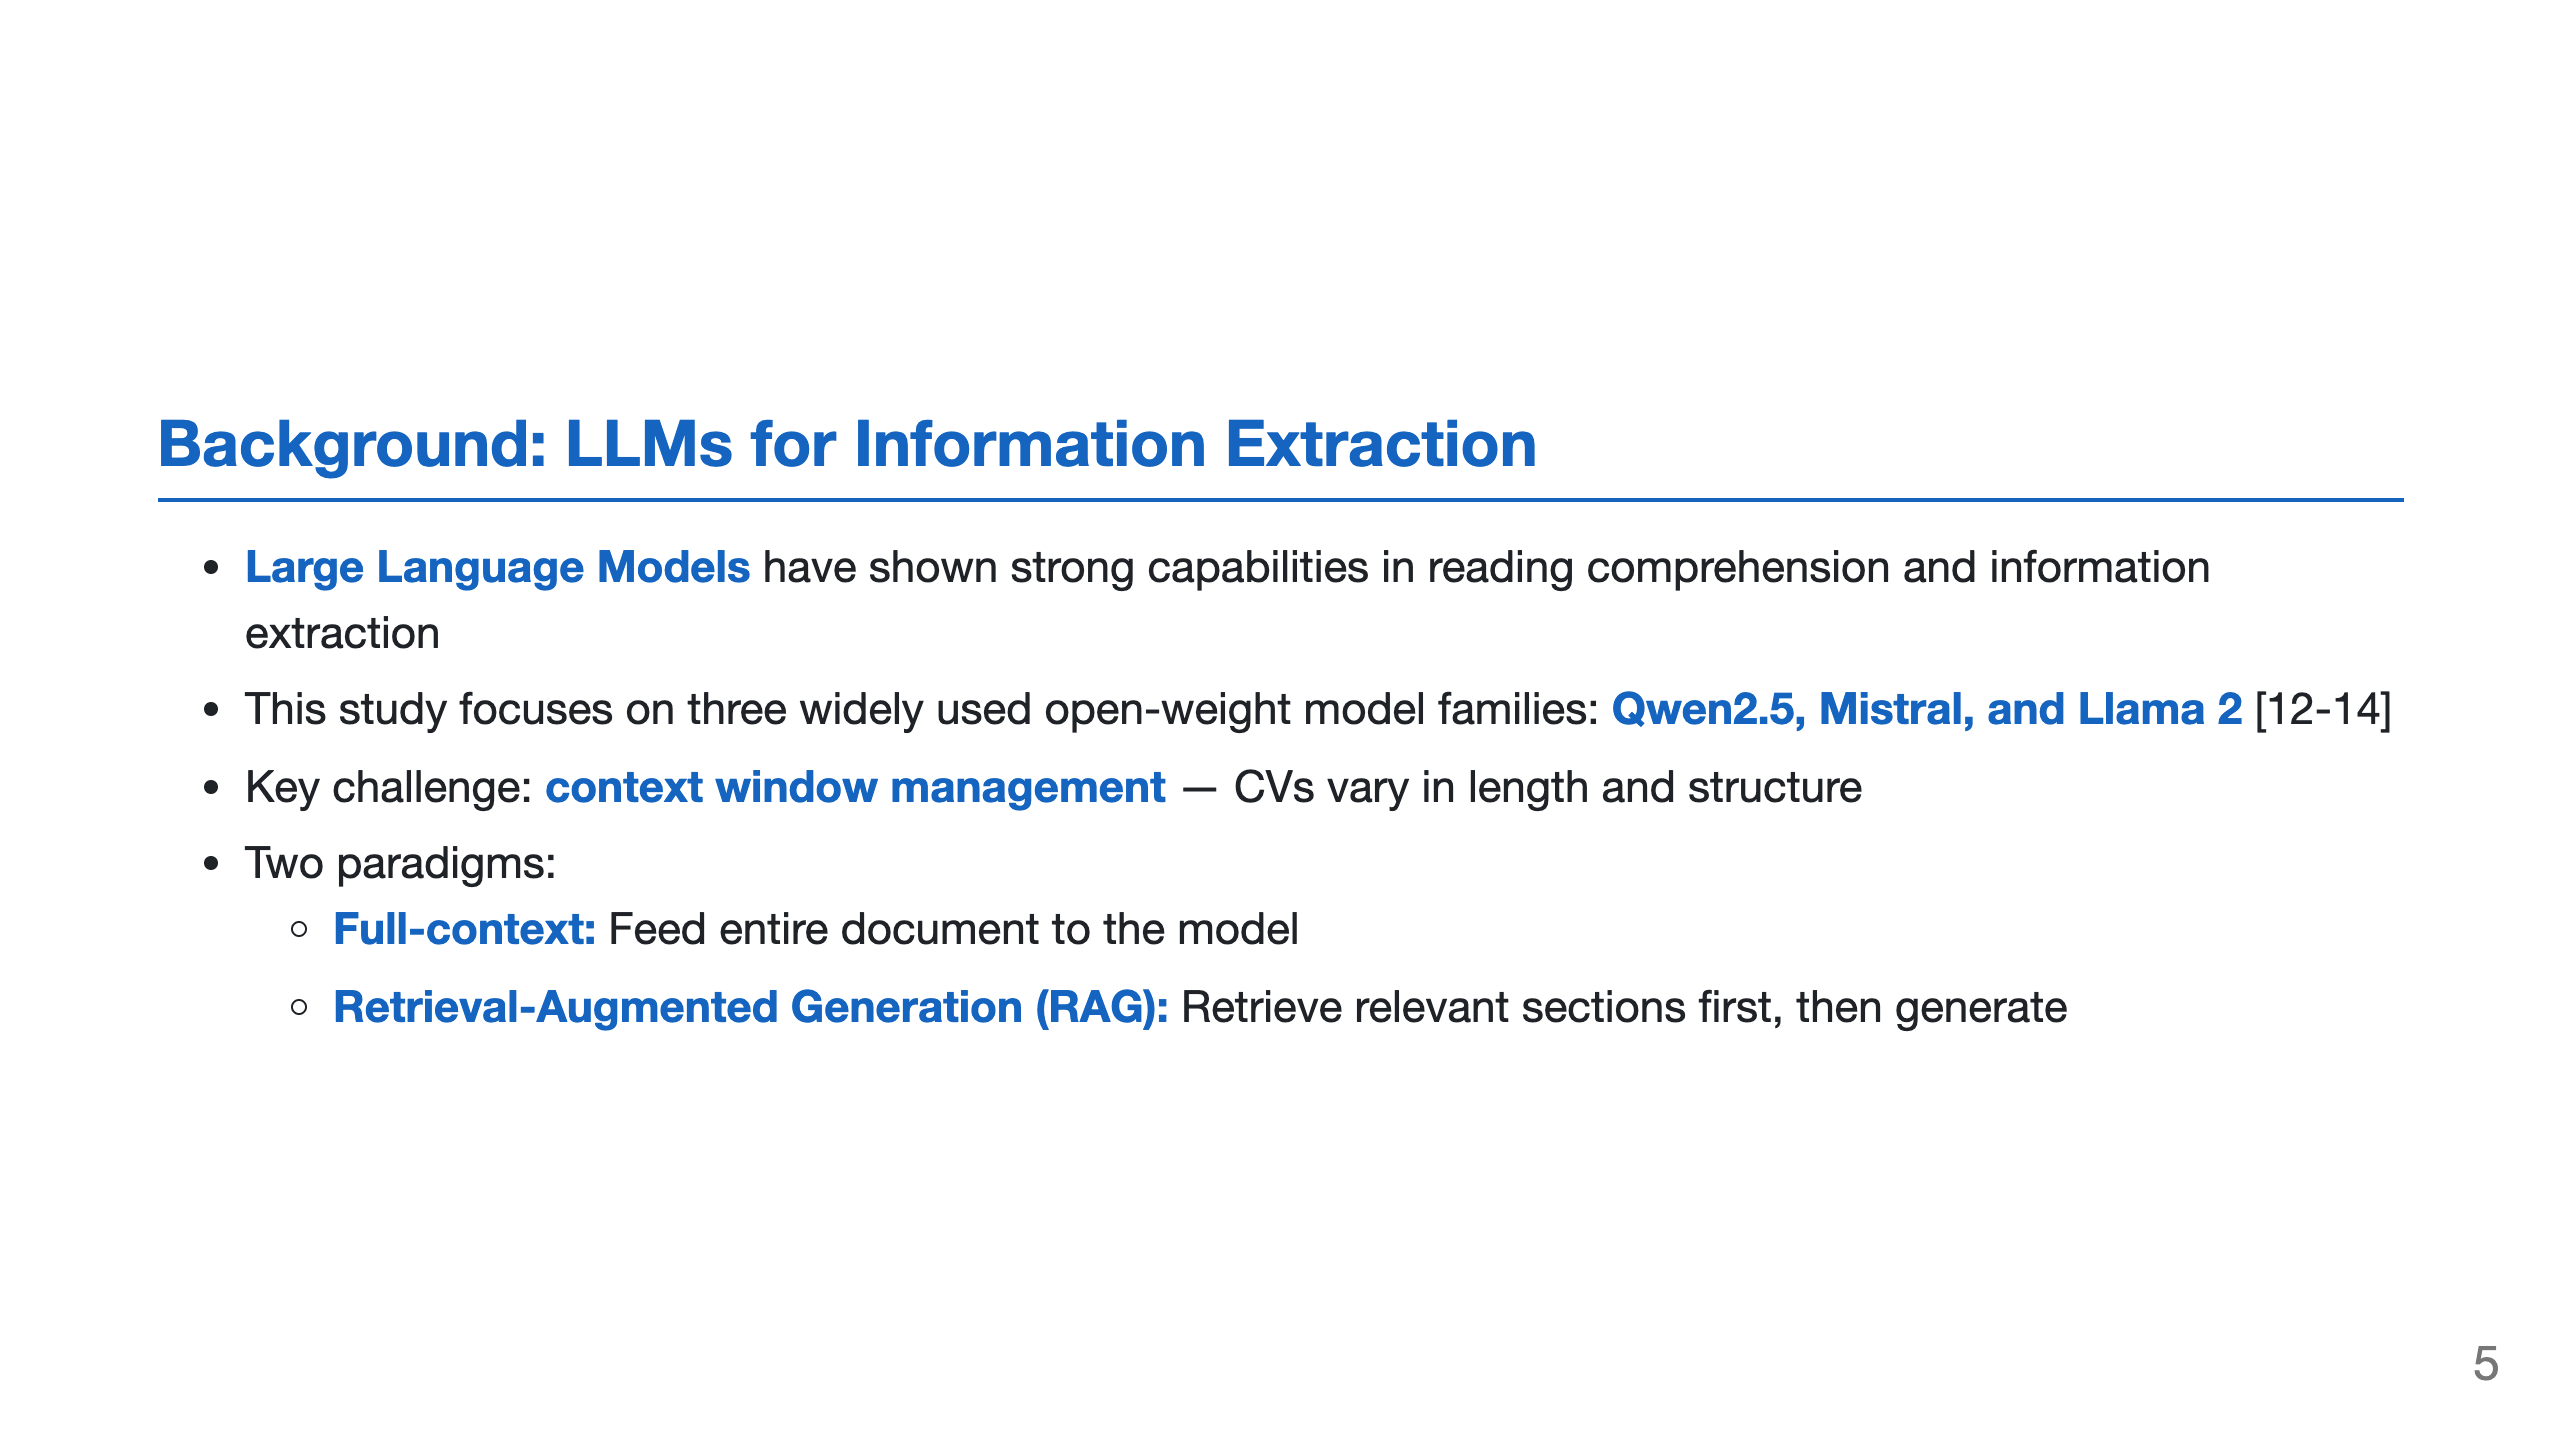 Background: LLMs for Information Extraction
• Large Language Models have shown strong capabilities in reading comprehension and information
extraction
• This study focuses on three widely used open-weight model families: Qwen2.5, Mistral, and Llama 2 [12-14]
• Key challenge: context window management — CVs vary in length and structure
• Two paradigms:
◦ Full-context: Feed entire document to the model
◦ Retrieval-Augmented Generation (RAG): Retrieve relevant sections first, then generate
5